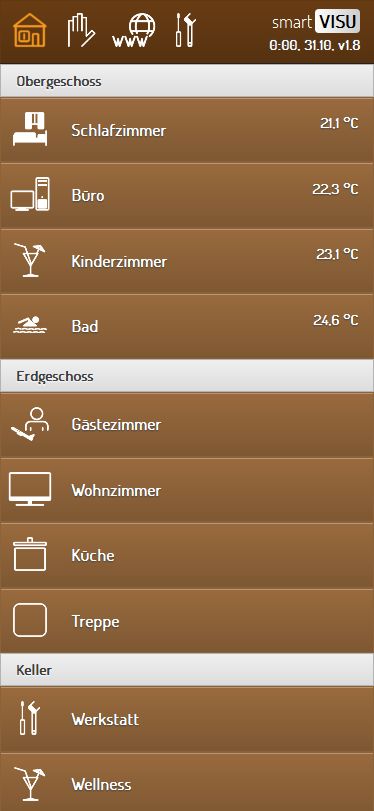 www
smart VISU
0:00, 31.10, v1.8
Obergeschoss
Schlafzimmer
21,1 °C
Büro
22,3 °C
Kinderzimmer
23,1 °C
Bad
24,6 °C
Erdgeschoss
Gästezimmer
Wohnzimmer
Küche
Treppe
Keller
Werkstatt
Wellness